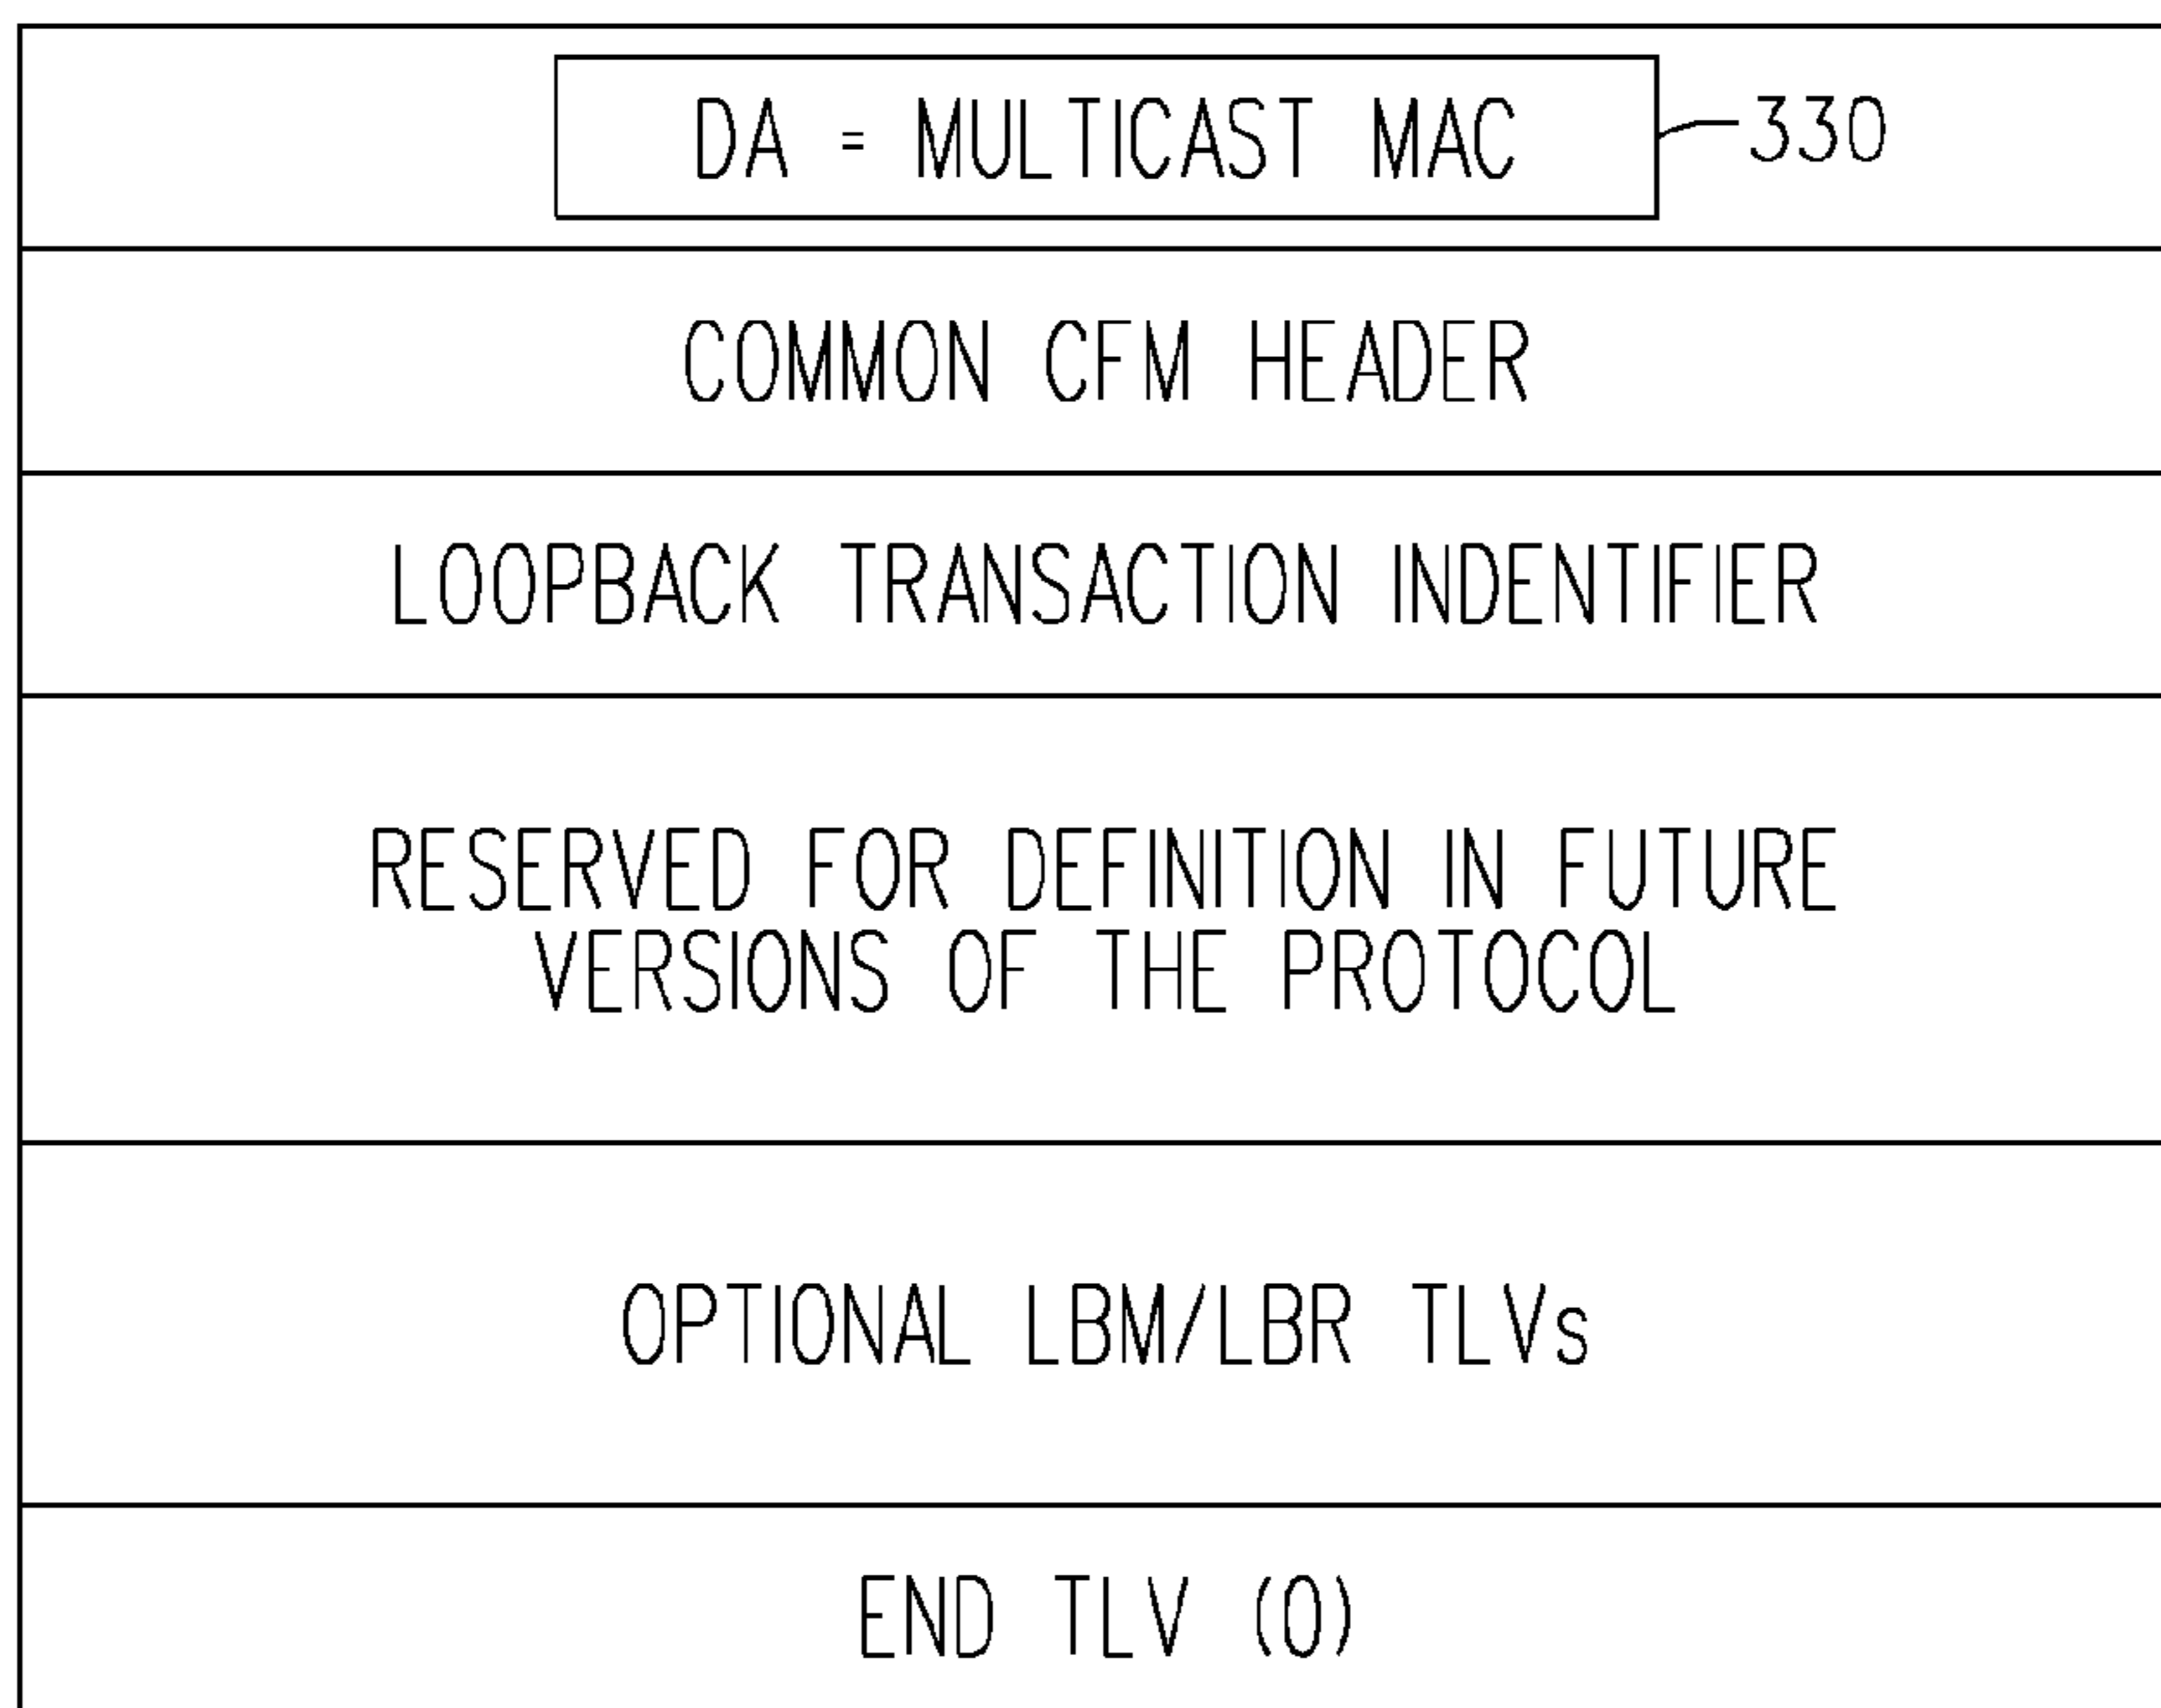 DA = MULTICAST MAC
330
COMMON CFM HEADER
LOOPBACK TRANSACTION INDENTIFIER
RESERVED FOR DEFINITION IN FUTURE
VERSIONS OF THE PROTOCOL
OPTIONAL LBM/LBR TLVs
END TLV (0)